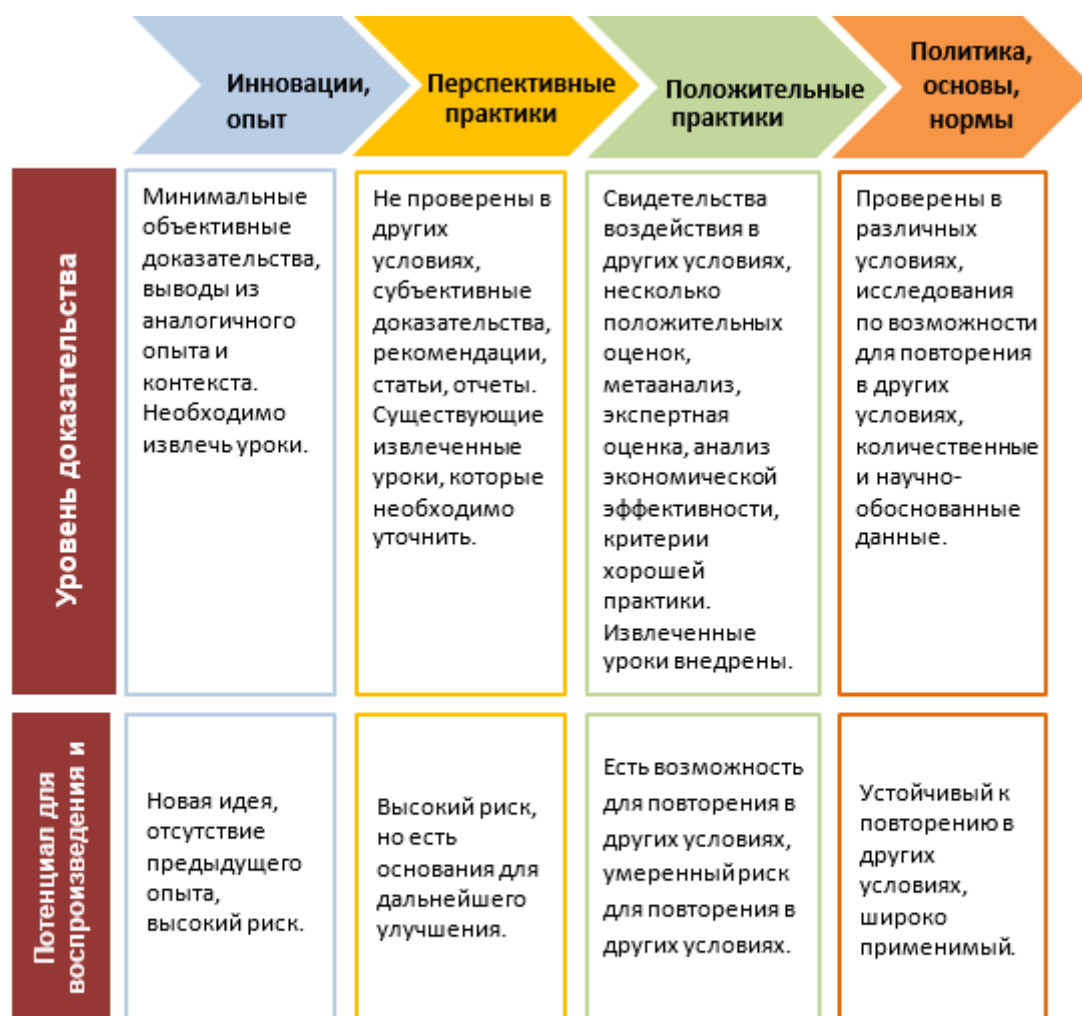 Инновации,
опыт
Перспективные
практики
Положительные
практики
Политика,
основы,
нормы
Уровень доказательства
Минимальные
объективные
доказательства,
выводы из
аналогичного
опыта и
контекста.
Необходимо
извлечь уроки.
Не проверены в
других
условиях,
субъективные
доказательства,
рекомендации,
статьи, отчеты.
Существующие
извлеченные
уроки, которые
необходимо
уточнить.
Свидетельства
воздействия в
других условиях,
несколько
положительных
оценок,
метаанализ,
экспертная
оценка, анализ
экономической
эффективности,
критерии
хорошей
практики.
Извлеченные
уроки внедрены.
Проверены в
различных
условиях,
исследования
по возможности
для повторения
в других
условиях,
количественные
и научно-
обоснованные
данные.
Потенциал для
воспроизведения и
Новая идея,
отсутствие
предыдущего
опыта,
высокий риск.
Высокий риск,
но есть
основания для
дальнейшего
улучшения.
Есть возможность
для повторения в
других условиях,
умеренный риск
для повторения в
других условиях.
Устойчивый к
повторению в
других
условиях,
широко
применимый.